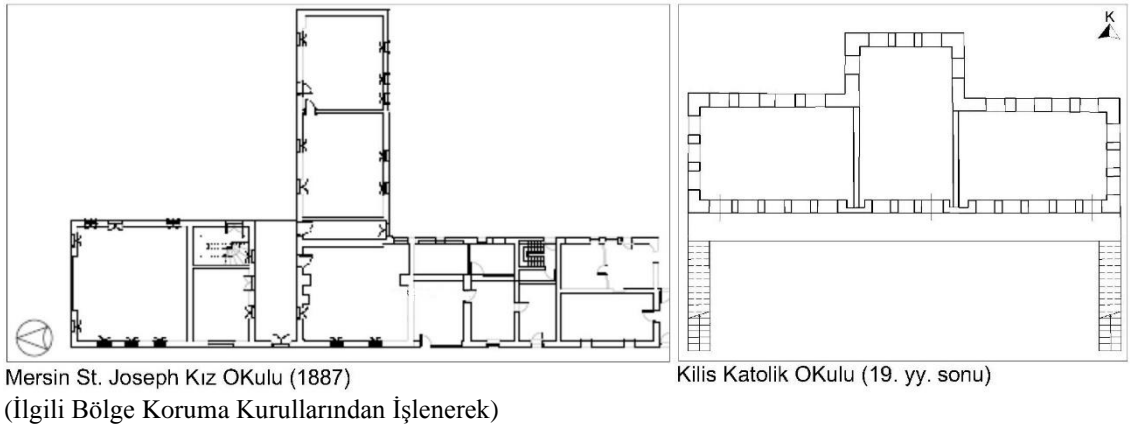 K
Mersin St. Joseph Kız OKulu (1887)
Kilis Katolik OKulu (19. yy. sonu)
(İlgili Bölge Koruma Kurullarından İşlenerek)